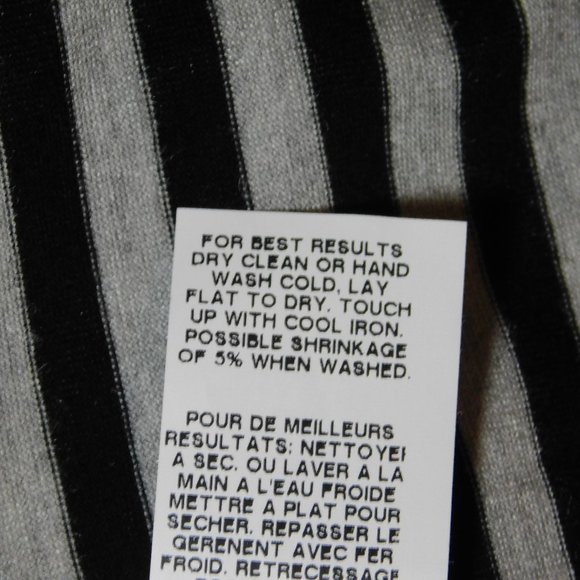 FOR BEST RESULTS
DRY CLEAN OR HAND
WASH COLD, LAY
FLAT TO DRY. TOUCH
UP WITH COOL IRON.
POSSIBLE SHRINKAGE
OF 5% WHEN WASHED.
POUR DE MEILLEURS
RESULTATS: NETTOYER
A SEC. OU LAVER A LA
MAIN A L'EAU FROIDE
METTRE A PLAT POUR
SECHER. REPASSER LE
GERENENT AVEC FER
FROID. RETRECESSAGE